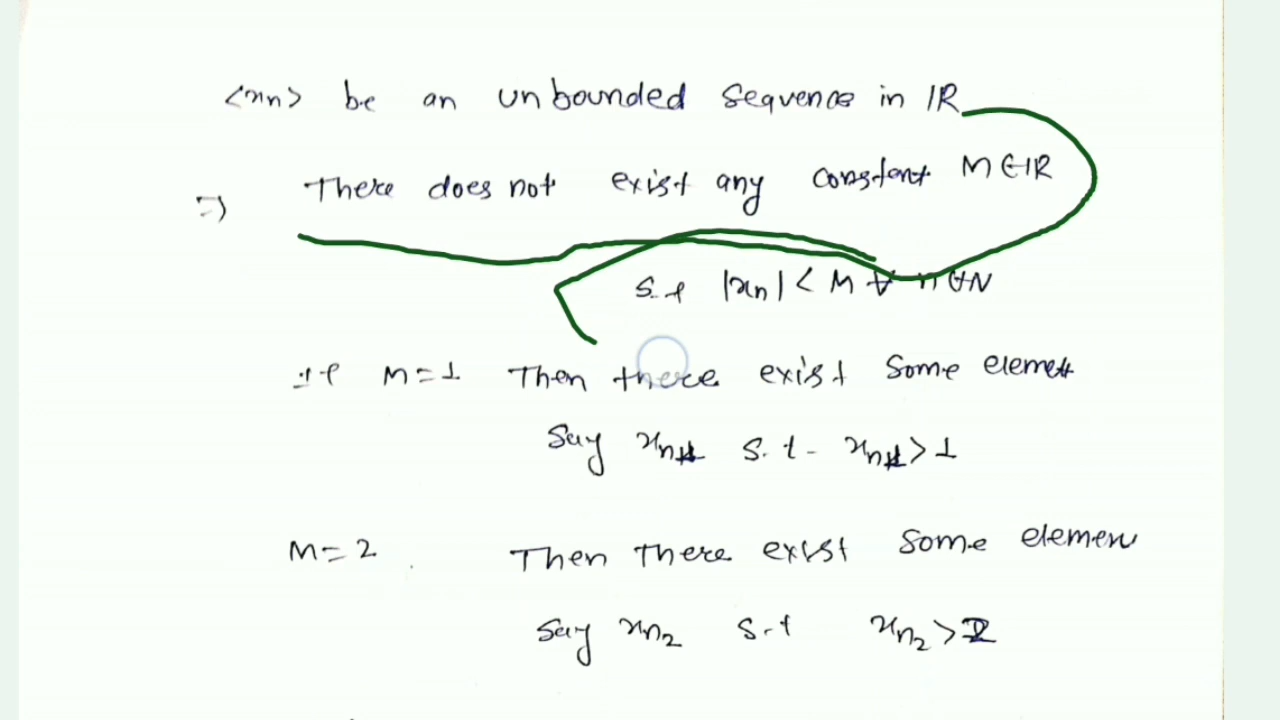 <xn> be an unbounded sequence in IR
=> There does not exist any constant M∈IR
s.t |xn| < M ∀ n∈N
If M=1 Then there exist some elemet
Say xn1 s.t- xn1>1
M=2 Then there exist some elemen
Say xn2 s.t xn2>2